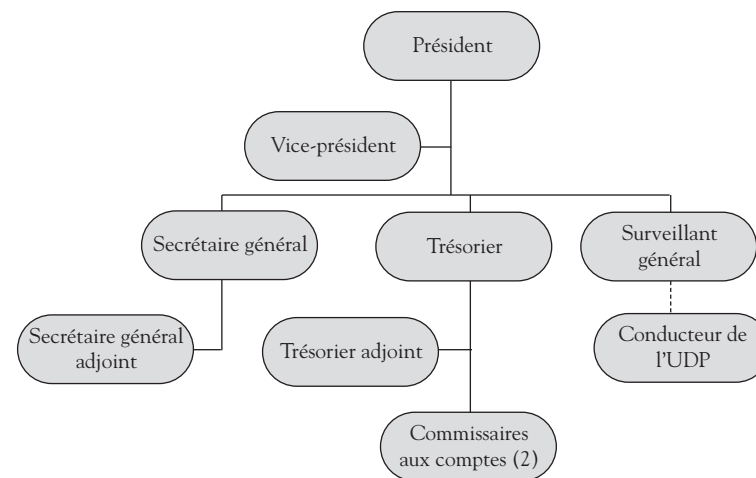 Président
Vice-président
Secrétaire général
Trésorier
Surveillant
général
Secrétaire général
adjoint
Trésorier adjoint
Conducteur de
l’UDP
Commissaires
aux comptes (2)